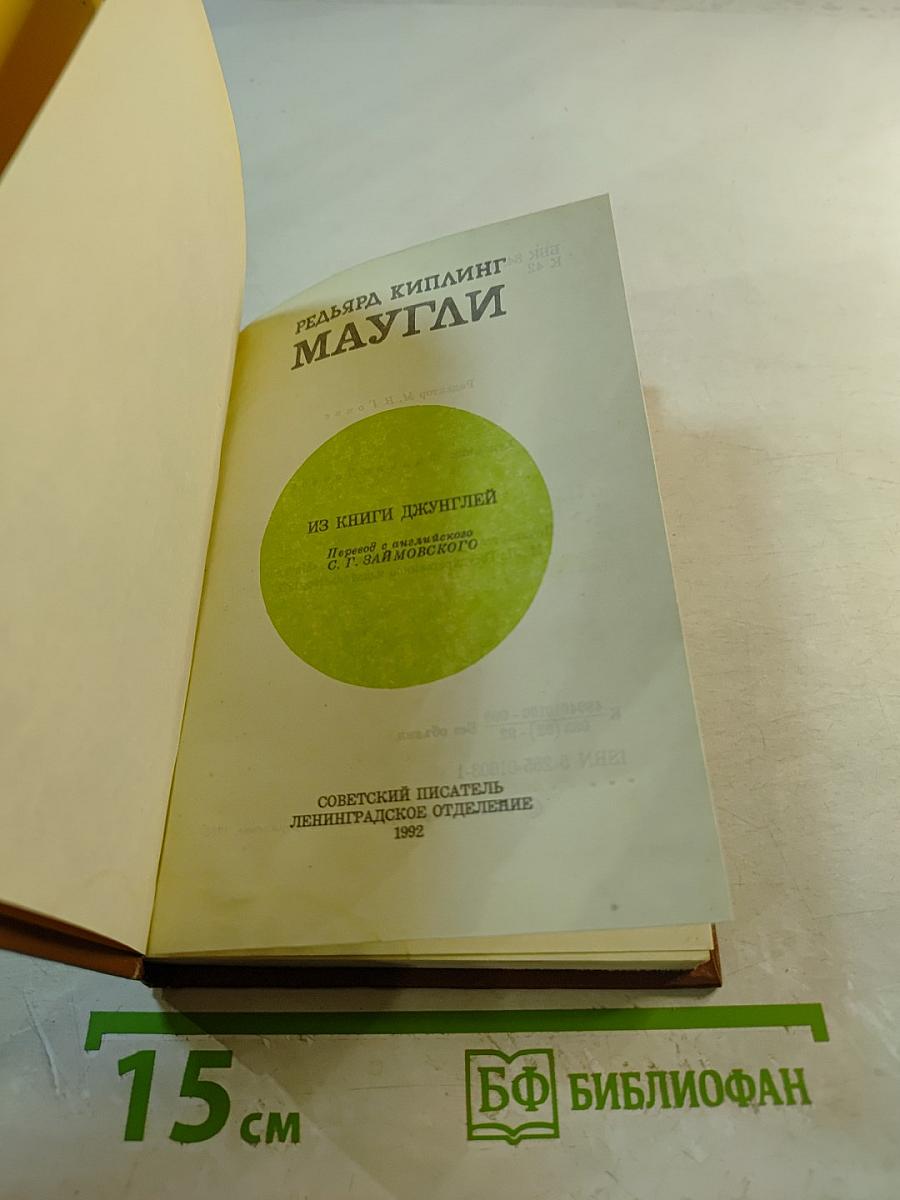 РЕДЬЯРД КИПЛИНГ
МАУГЛИ
ИЗ КНИГИ ДЖУНГЛЕЙ
Перевод с английского
С. Г. ЗАЙМОВСКОГО
СОВЕТСКИЙ ПИСАТЕЛЬ
ЛЕНИНГРАДСКОЕ ОТДЕЛЕНИЕ
1992
15 см
БФ БИБЛИОФАН